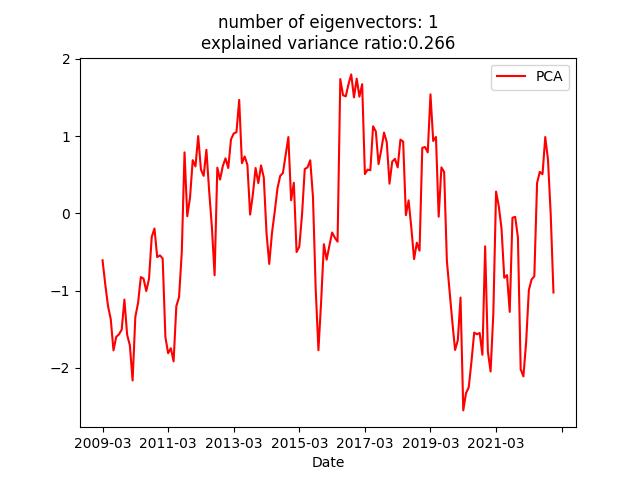 number of eigenvectors: 1
explained variance ratio:0.266
PCA
2
1
0
−1
−2
2009-03 2011-03 2013-03 2015-03 2017-03 2019-03 2021-03
Date